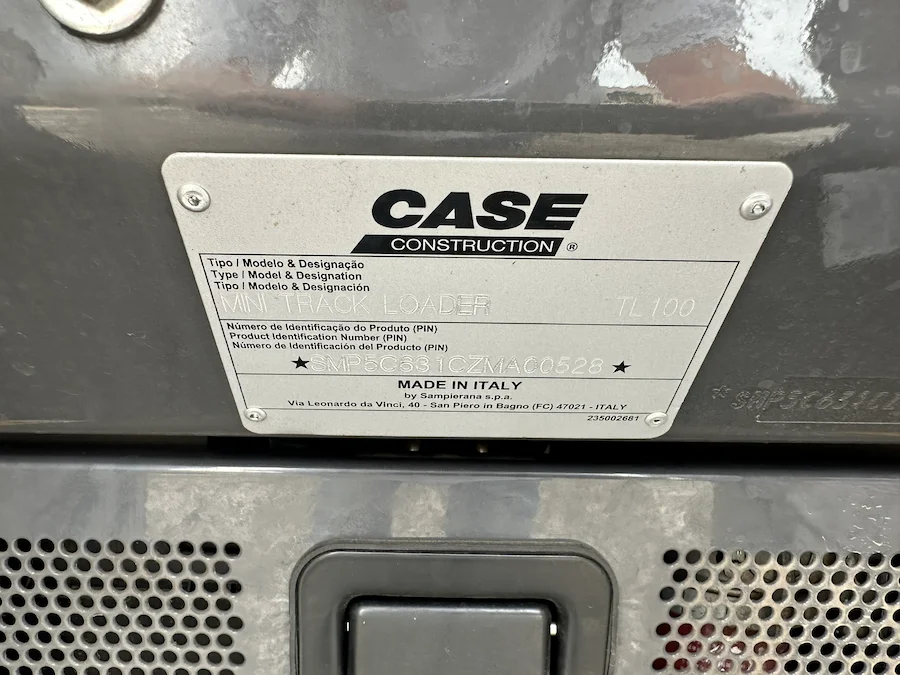 CASE
CONSTRUCTION ®
Tipo / Modelo & Designação
Type / Model & Designation
Tipo / Modelo & Designación
MINI TRACK LOADER TL100
Número de Identificação do Produto (PIN)
Product Identification Number (PIN)
Número de Identificación del Producto (PIN)
★SMP5C631CZMA00528 ★
MADE IN ITALY
by Sampierana s.p.a.
Via Leonardo da Vinci, 40 - San Piero in Bagno (FC) 47021 - ITALY
235002681